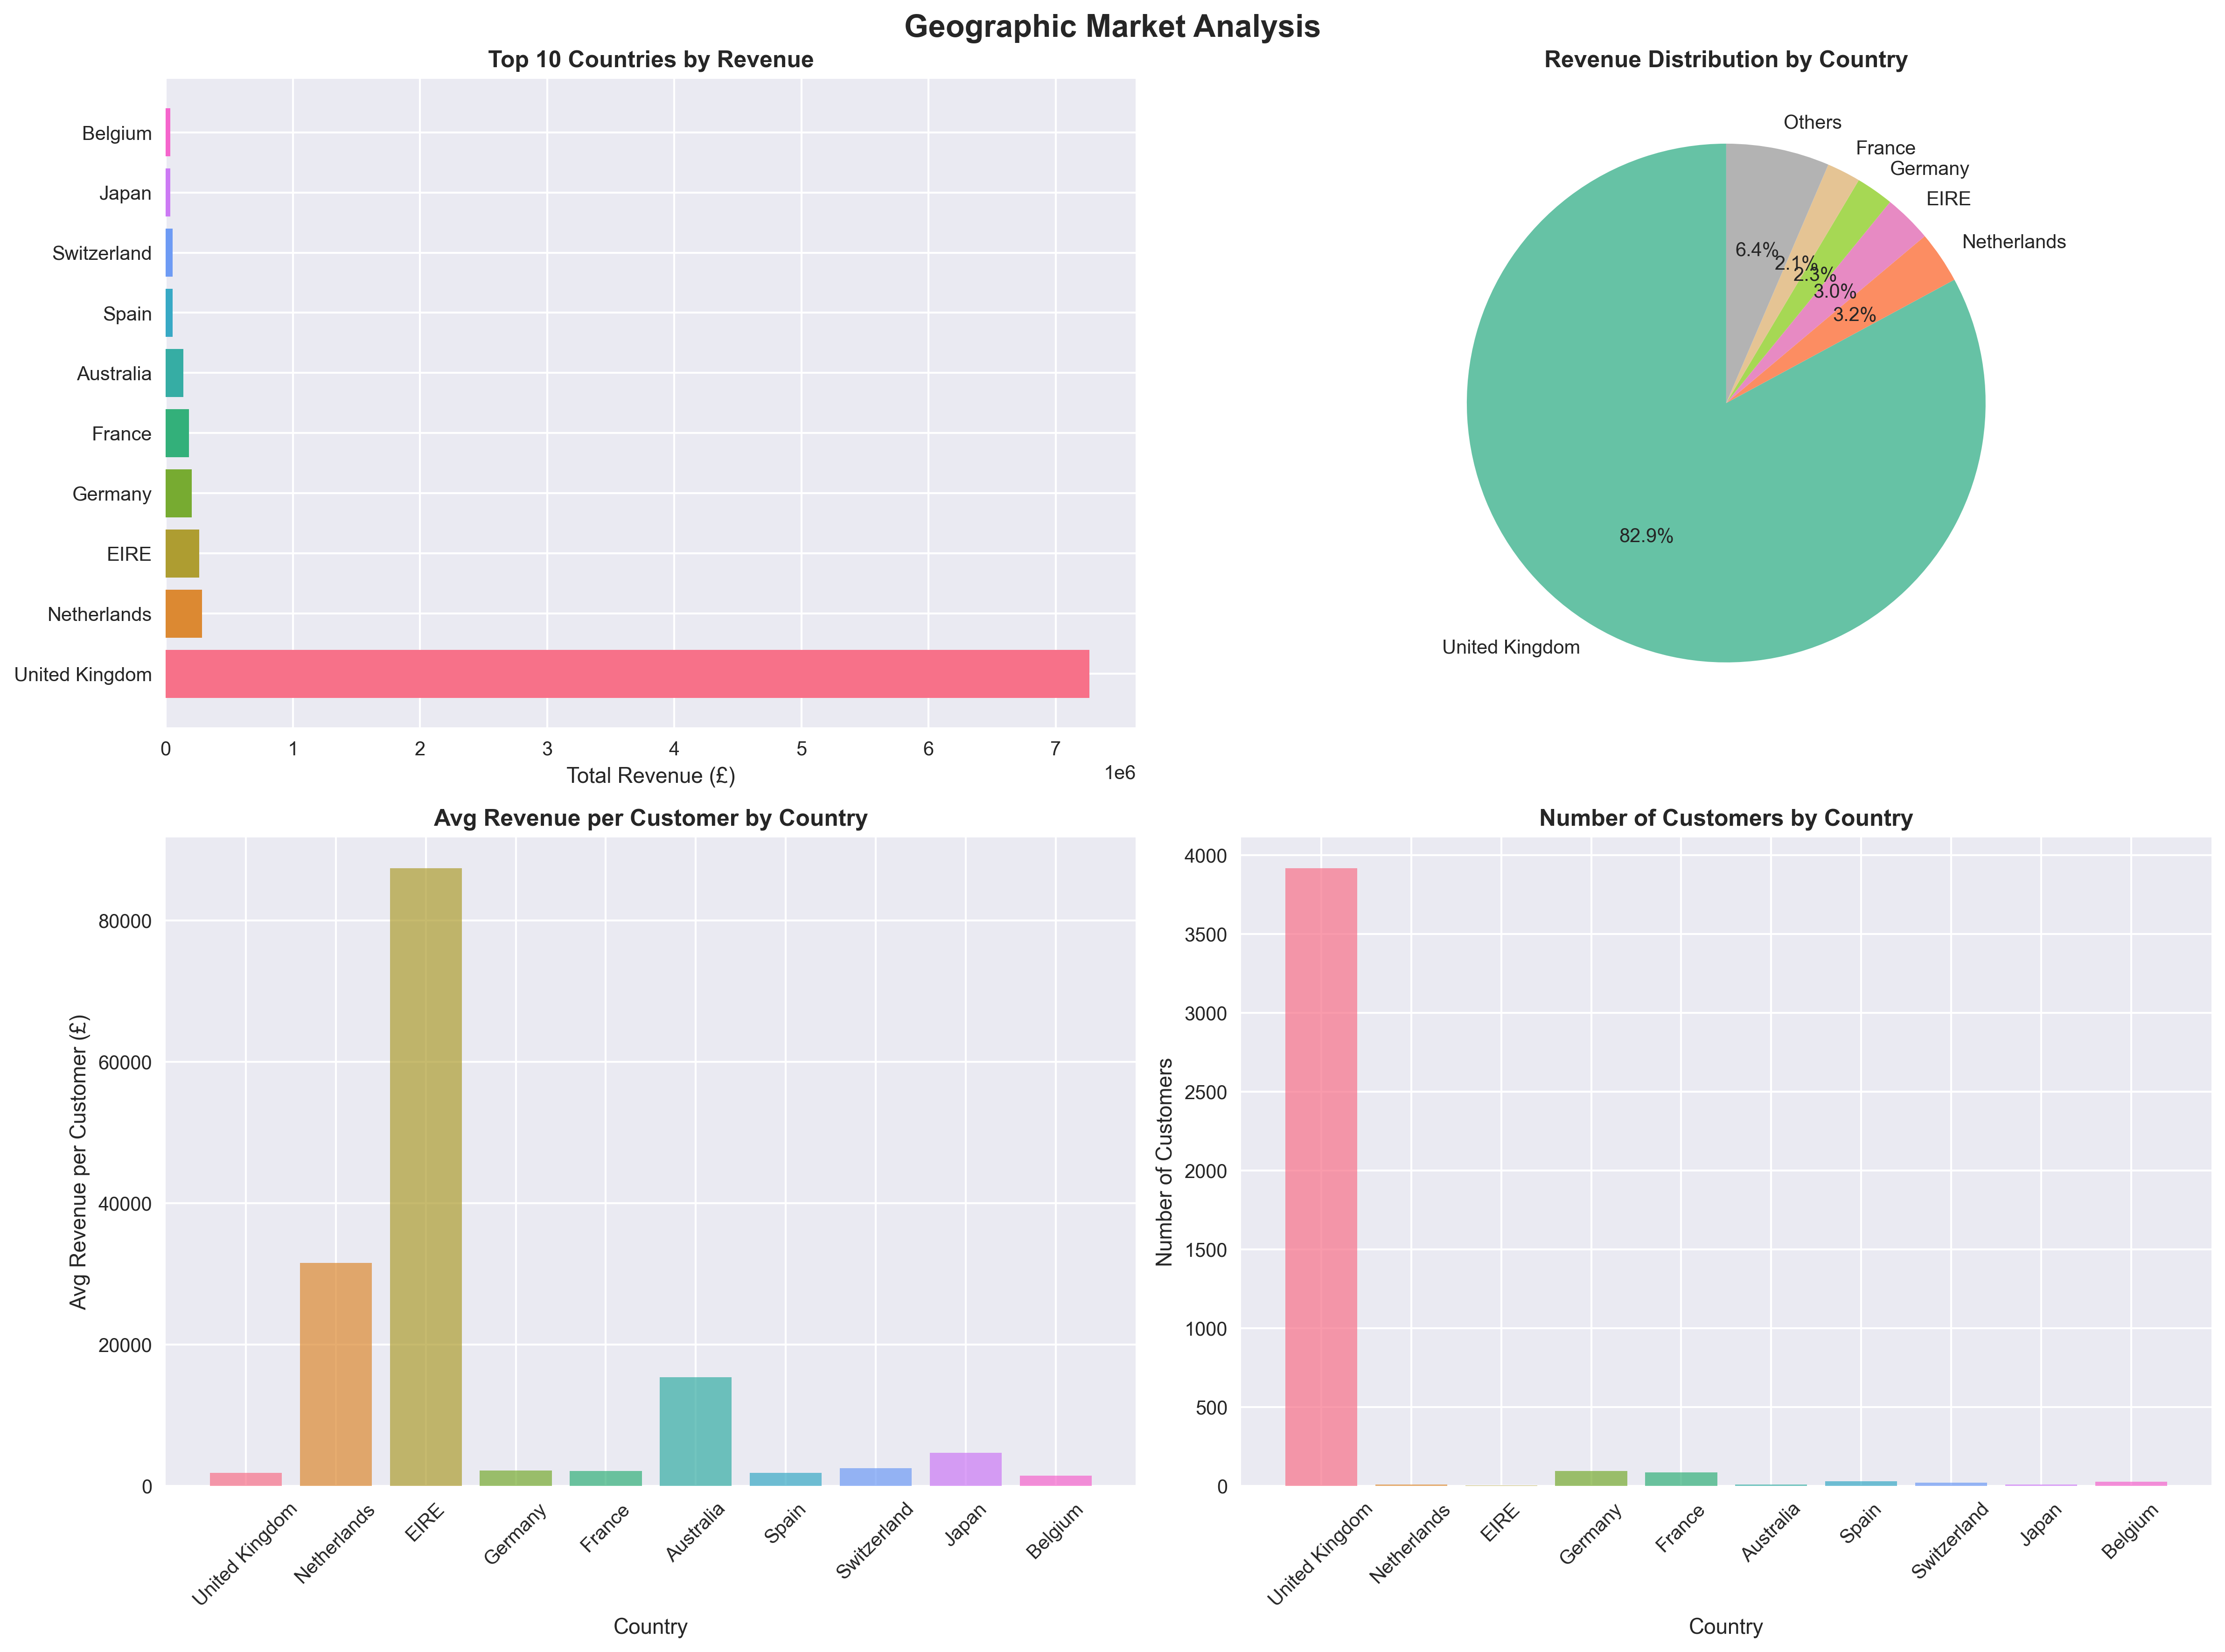 Geographic Market Analysis
Top 10 Countries by Revenue
Belgium
Japan
Switzerland
Spain
Australia
France
Germany
EIRE
Netherlands
United Kingdom
0 1 2 3 4 5 6 7
1e6
Total Revenue (£)
Revenue Distribution by Country
Others
France
Germany
EIRE
Netherlands
United Kingdom
6.4%
2.1%
2.3%
3.0%
3.2%
82.9%
Avg Revenue per Customer by Country
Avg Revenue per Customer (£)
80000
60000
40000
20000
0
United Kingdom
Netherlands
EIRE
Germany
France
Australia
Spain
Switzerland
Japan
Belgium
Country
Number of Customers by Country
Number of Customers
4000
3500
3000
2500
2000
1500
1000
500
0
United Kingdom
Netherlands
EIRE
Germany
France
Australia
Spain
Switzerland
Japan
Belgium
Country